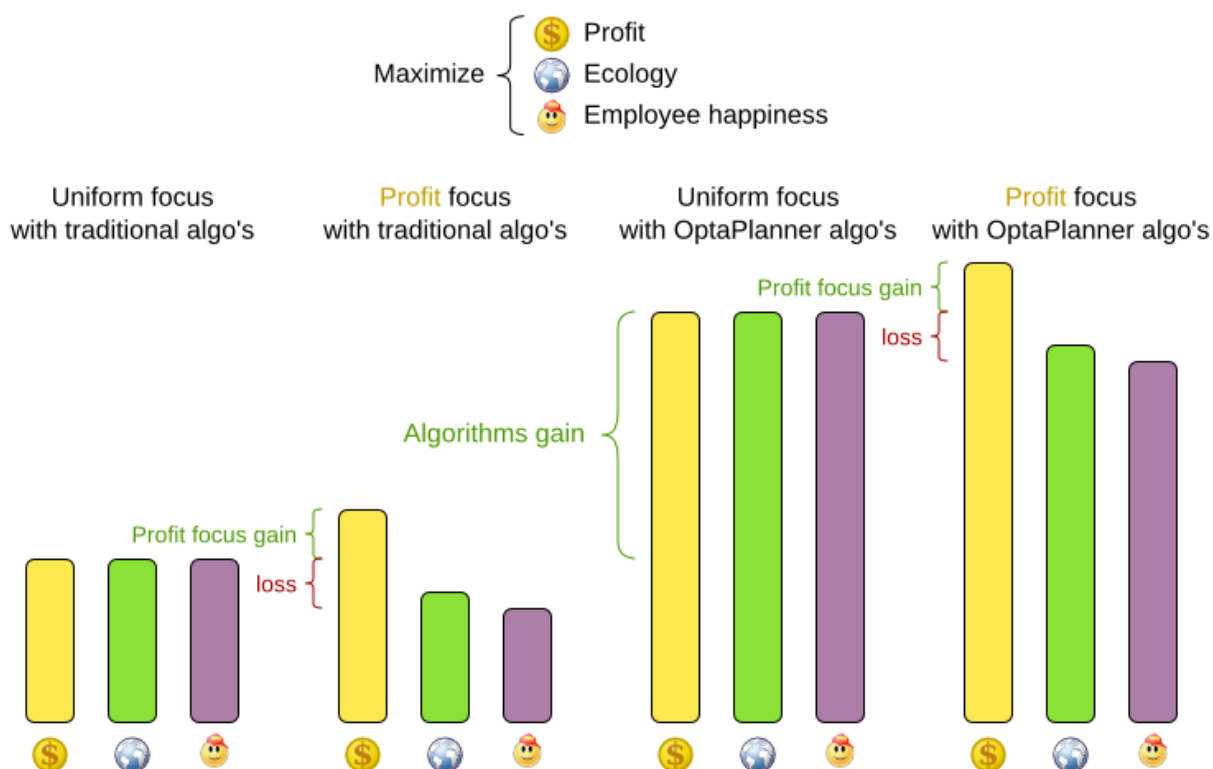 Maximize
Profit
Ecology
Employee happiness
Uniform focus
with traditional algo's
Profit focus
with traditional algo's
Uniform focus
with OptaPlanner algo's
Profit focus
with OptaPlanner algo's
Profit focus gain
loss
Algorithms gain
Profit focus gain
loss
$
$
$
$
$